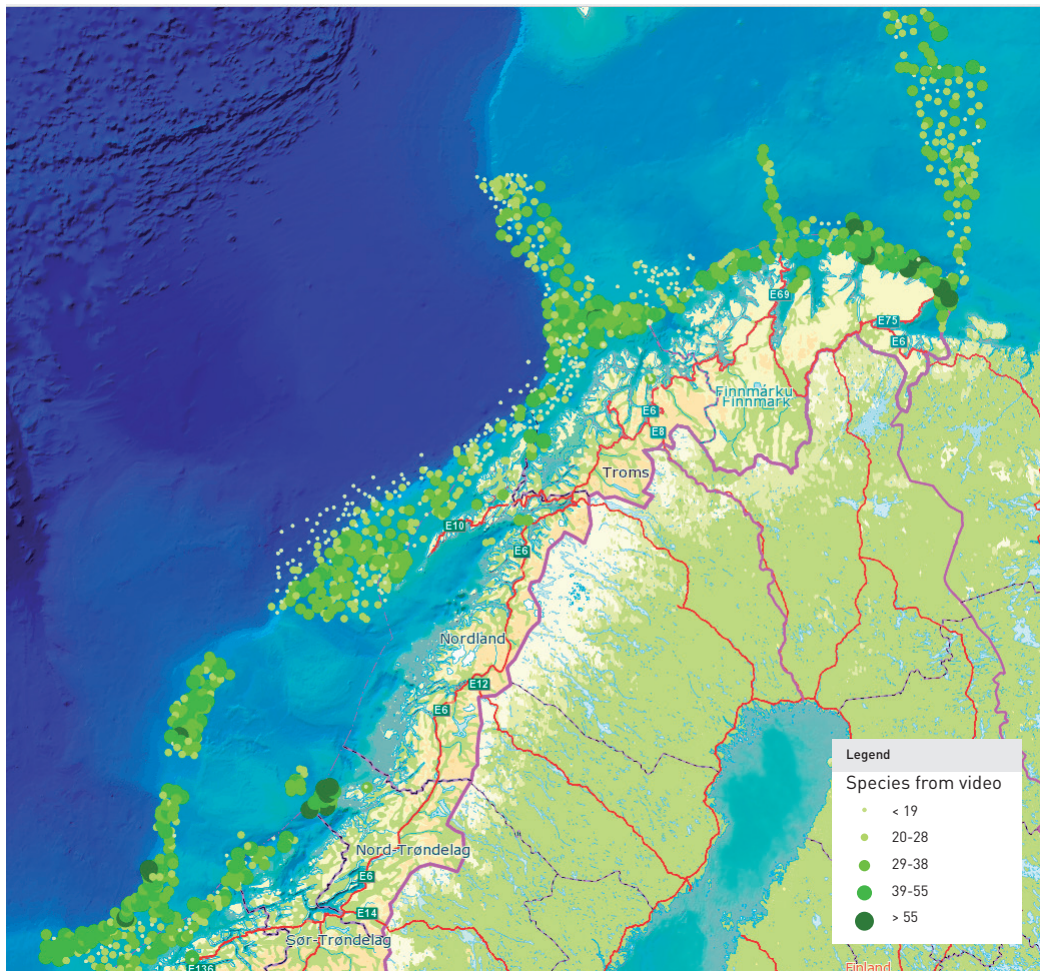 E69
E75
E6
Finnmárku
Finnmark
E6
E8
Troms
E10
E6
Nordland
E12
E6
Legend
Species from video
< 19
20-28
29-38
39-55
> 55
Nord-Trøndelag
E6
E14
Sør-Trøndelag
E136
Finland